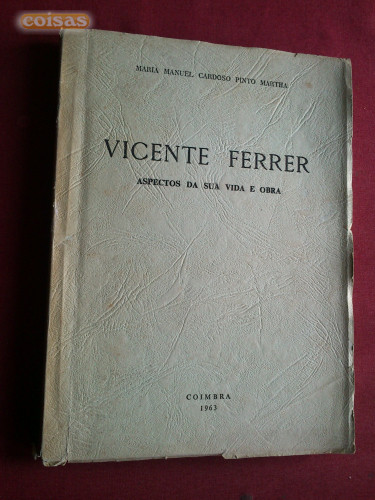 coisas
MARIA MANUEL CARDOSO PINTO MARTHA
VICENTE FERRER
ASPECTOS DA SUA VIDA E OBRA
COIMBRA
1963